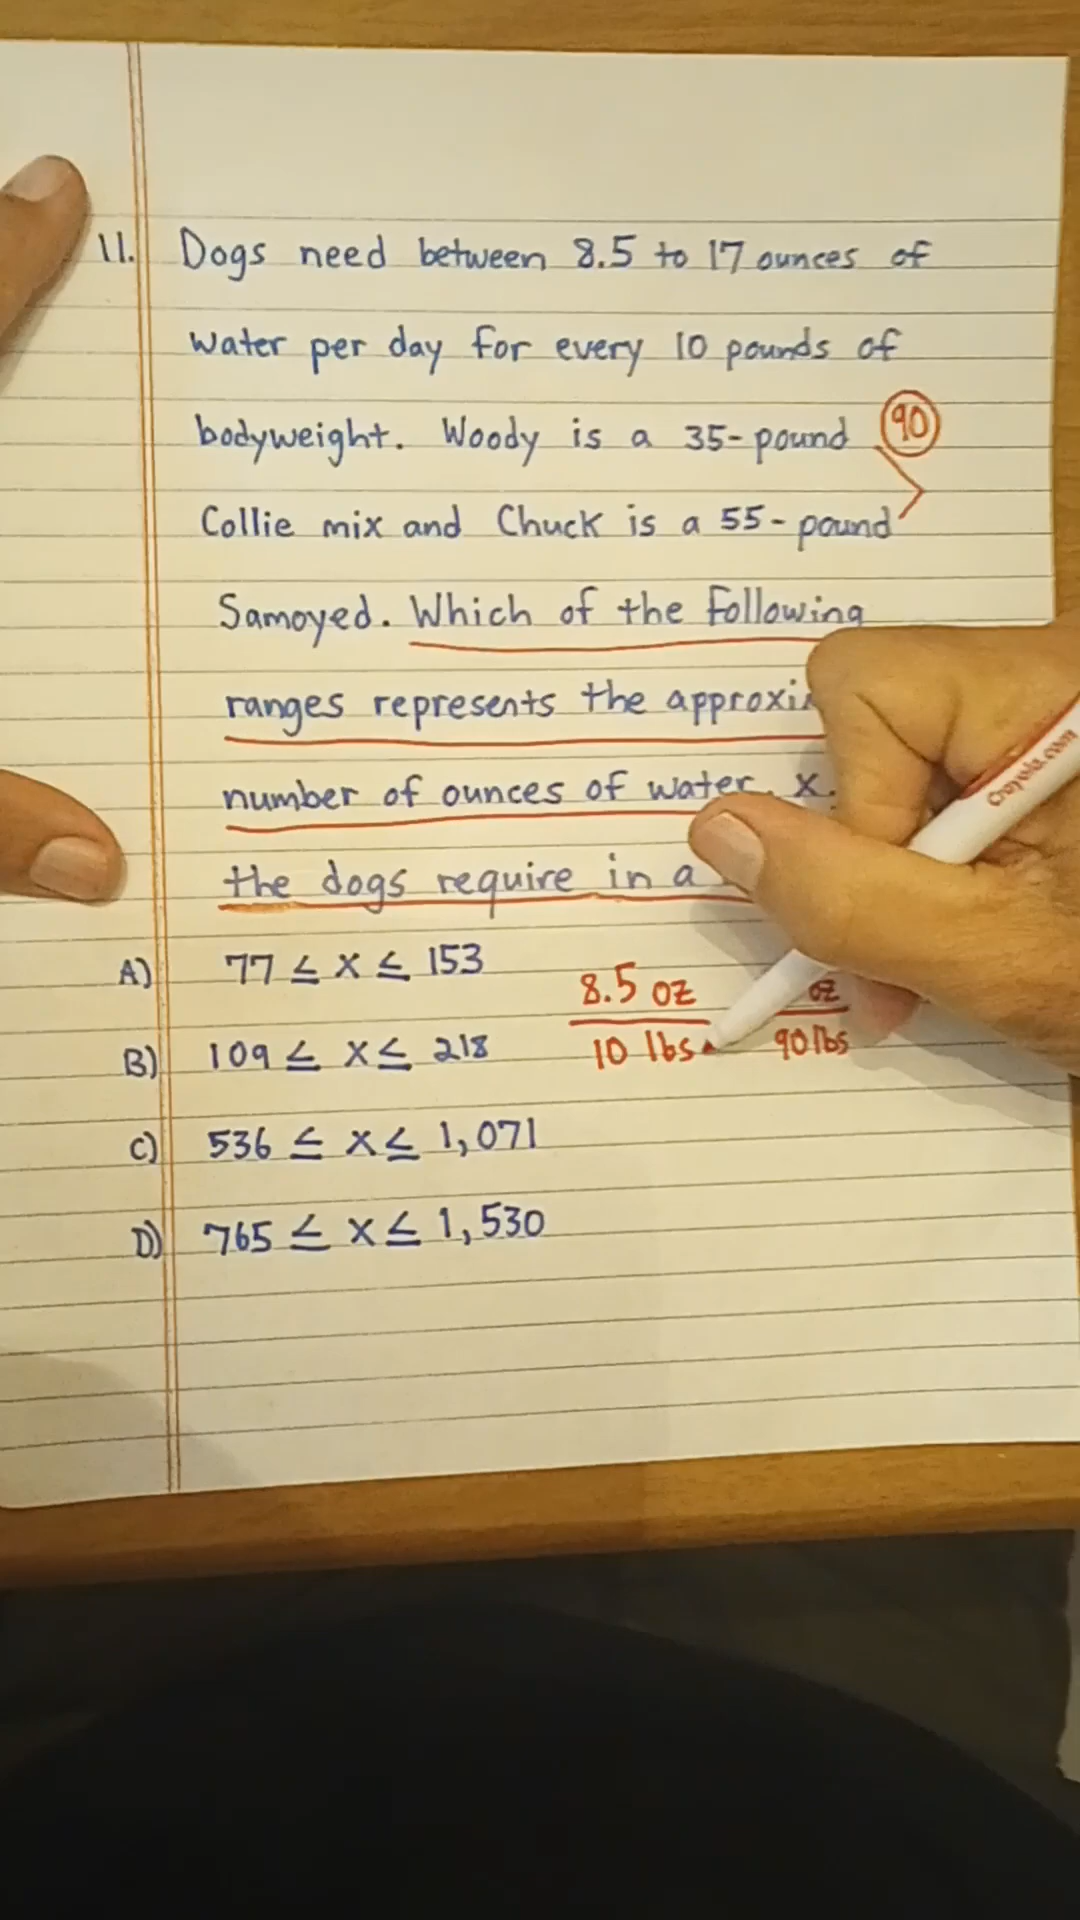 11. Dogs need between 8.5 to 17 ounces of
water per day for every 10 pounds of
bodyweight. Woody is a 35-pound
90
Collie mix and Chuck is a 55-pound
Samoyed. Which of the following
ranges represents the
number of ounces of water, x,
the dogs require in a
A) 77 ≤ x ≤ 153
B) 109 ≤ x ≤ 218
C) 536 ≤ x ≤ 1,071
D) 765 ≤ x ≤ 1,530
8.5 oz
10 lbs
oz
90 lbs
Crayola.com